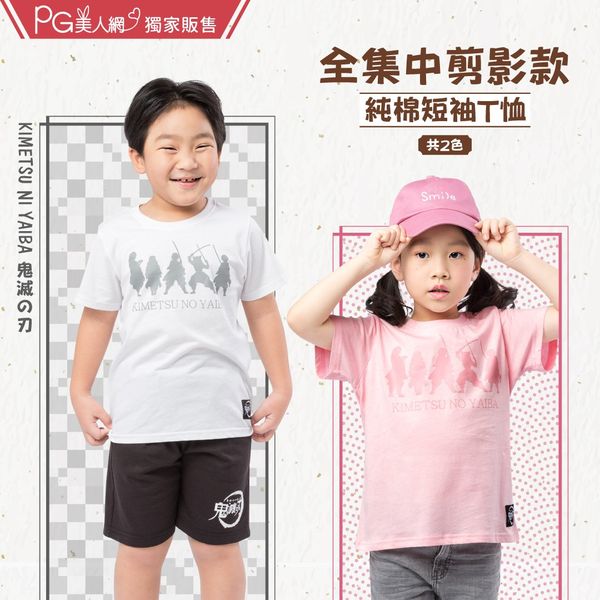 PG美人網 獨家販售
全集中剪影款
純棉短袖T恤
共2色
KIMETSU NI YAIBA 鬼滅の刃
KIMETSU NO YAIBA
鬼滅
Smile
KIMETSU NO YAIBA